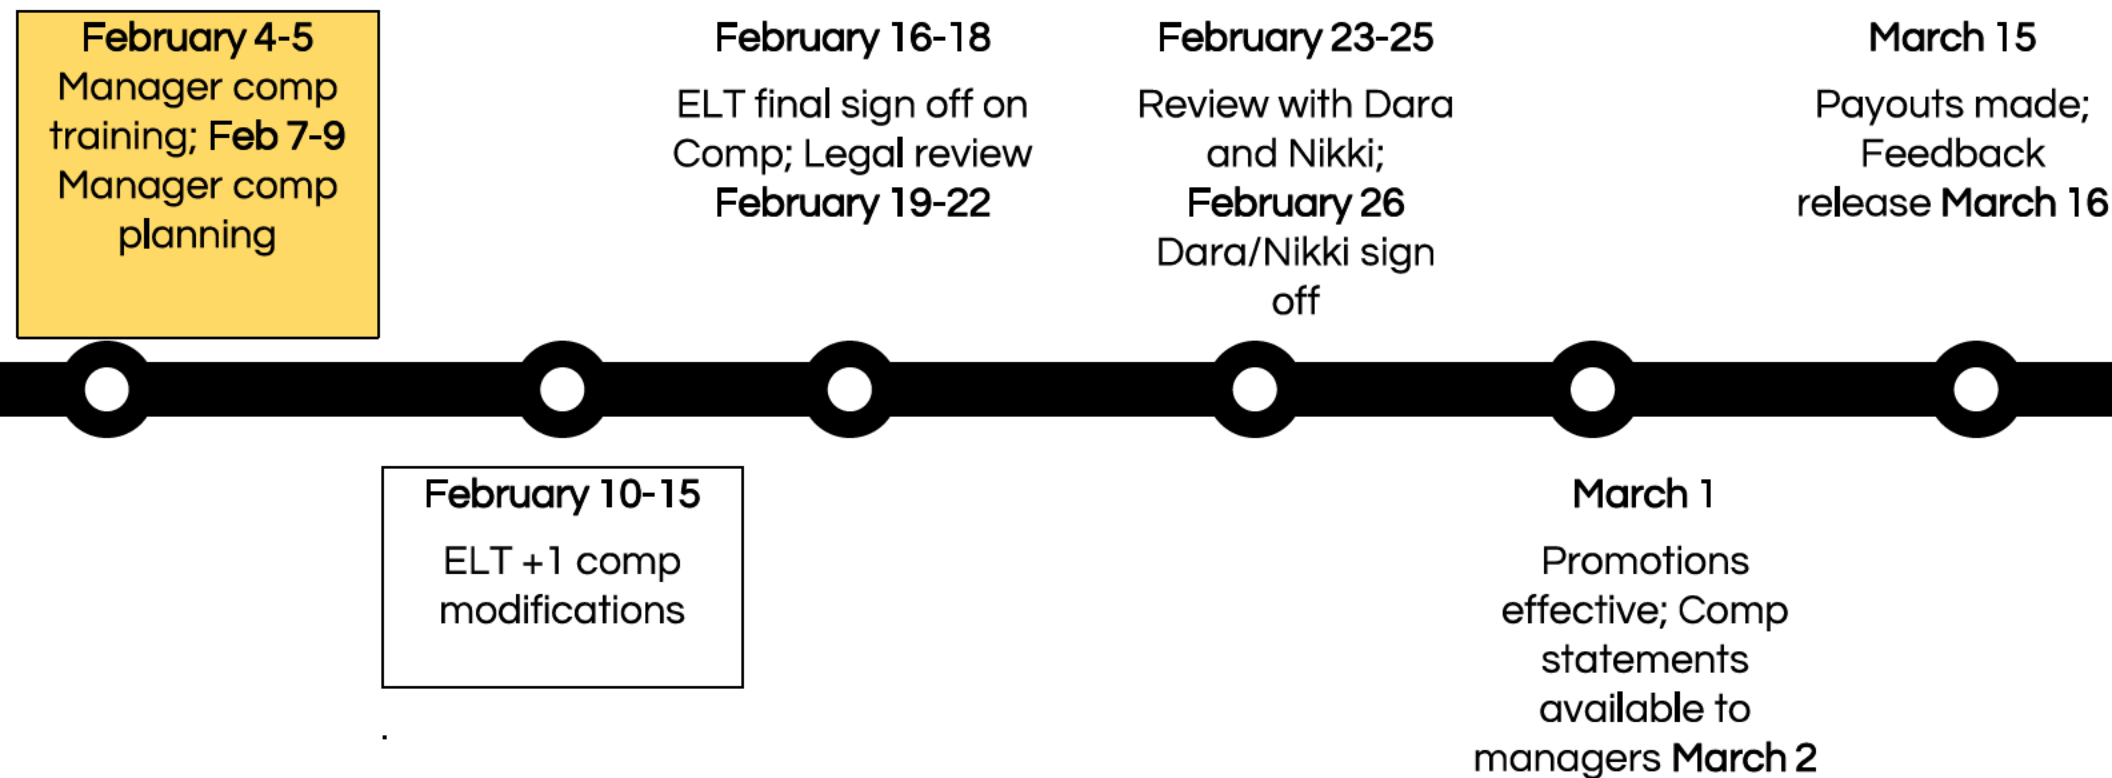 February 4-5
Manager comp
training; Feb 7-9
Manager comp
planning
February 10-15
ELT +1 comp
modifications
.
February 16-18
ELT final sign off on
Comp; Legal review
February 19-22
February 23-25
Review with Dara
and Nikki;
February 26
Dara/Nikki sign
off
March 1
Promotions
effective; Comp
statements
available to
managers March 2
March 15
Payouts made;
Feedback
release March 16